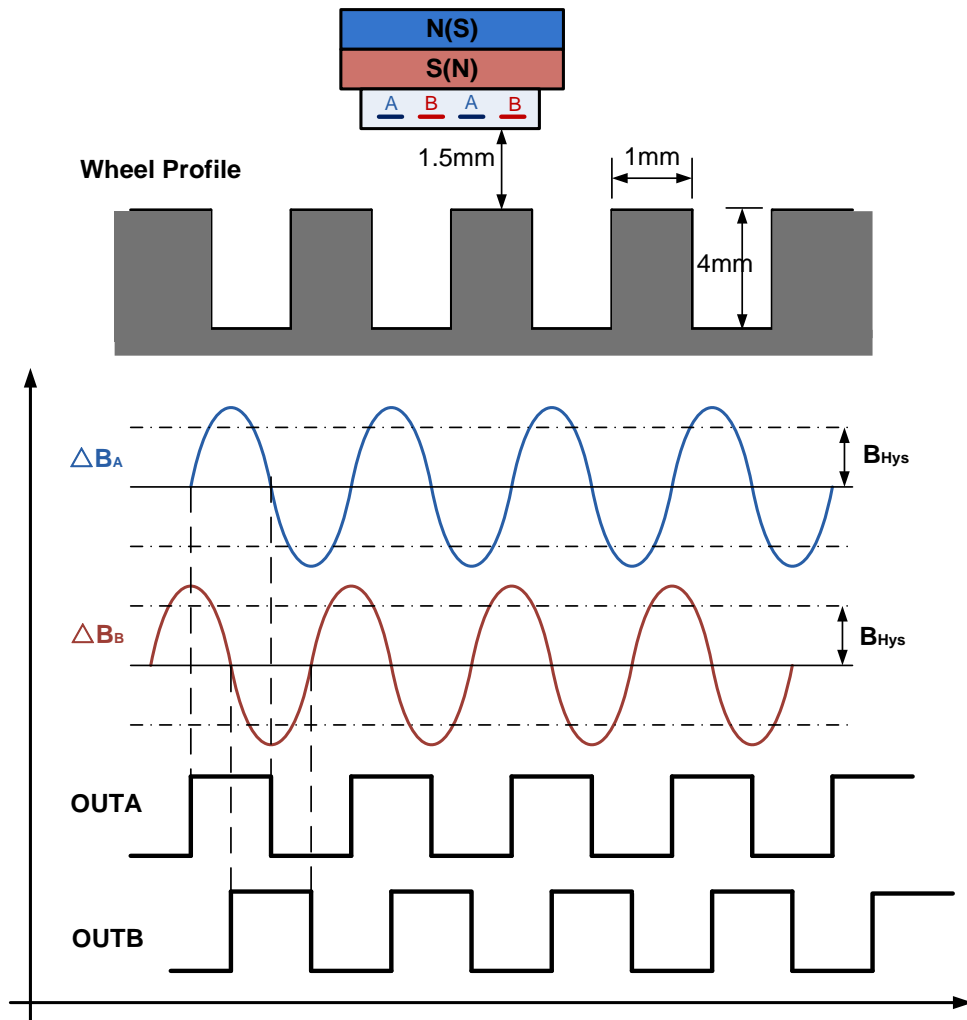 N(S)
S(N)
A B A B
1.5mm
1mm
Wheel Profile
4mm
△BA
BHys
△BB
BHys
OUTA
OUTB